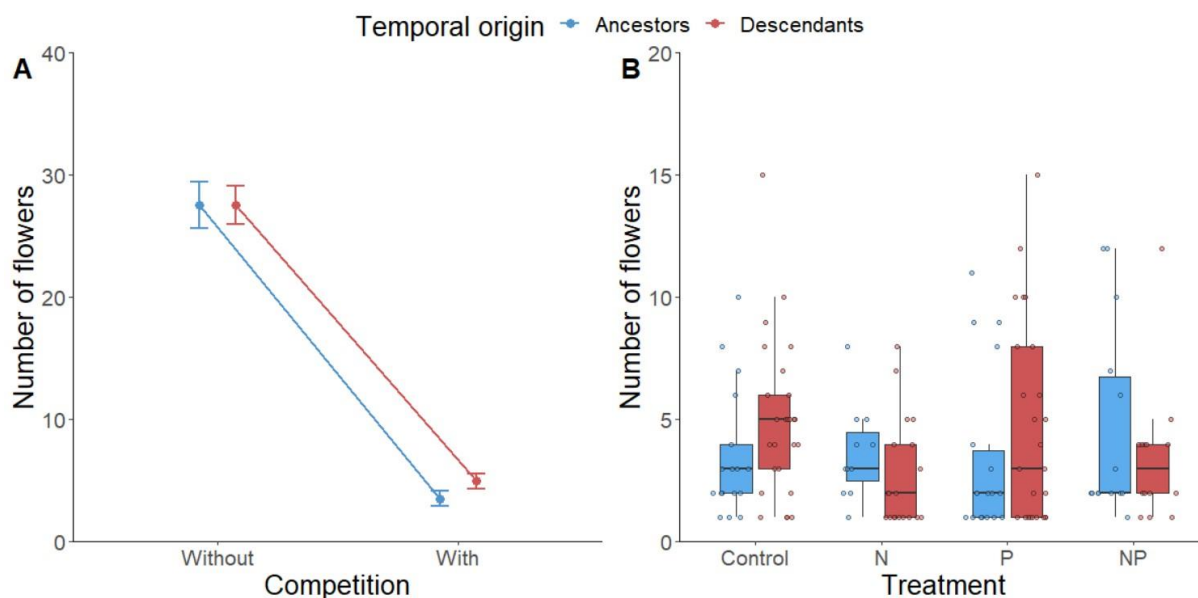 Temporal origin Ancestors Descendants
A
40
30
20
10
0
Number of flowers
Without With
Competition
B
20
15
10
5
0
Number of flowers
Control N P NP
Treatment